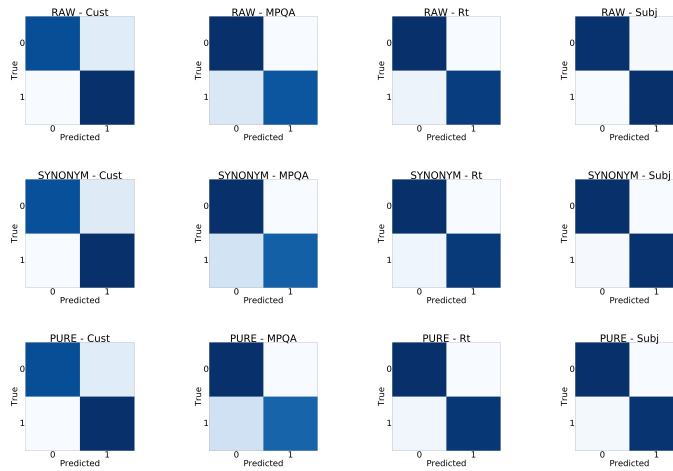 RAW - Cust
RAW - MPQA
RAW - Rt
RAW - Subj
0
0
0
0
True
True
True
True
1
1
1
1
0 1
0 1
0 1
0 1
Predicted
Predicted
Predicted
Predicted
SYNONYM - Cust
SYNONYM - MPQA
SYNONYM - Rt
SYNONYM - Subj
0
0
0
0
True
True
True
True
1
1
1
1
0 1
0 1
0 1
0 1
Predicted
Predicted
Predicted
Predicted
PURE - Cust
PURE - MPQA
PURE - Rt
PURE - Subj
0
0
0
0
True
True
True
True
1
1
1
1
0 1
0 1
0 1
0 1
Predicted
Predicted
Predicted
Predicted